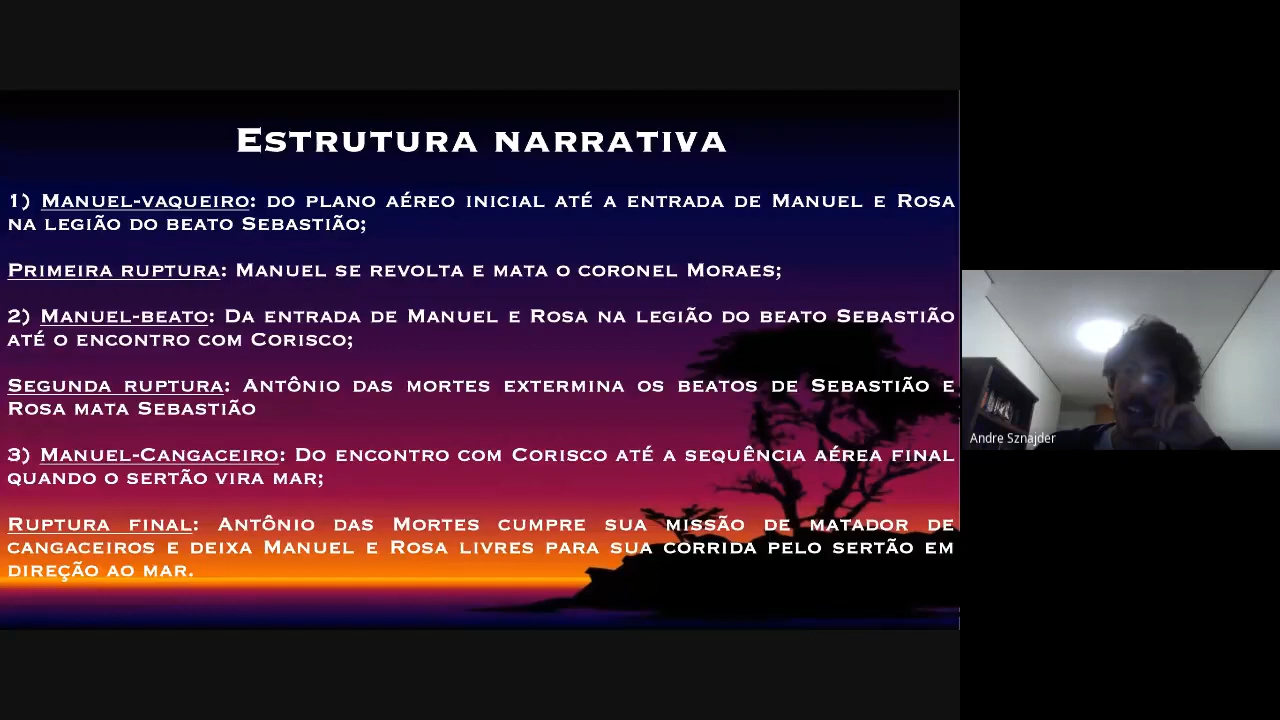 ESTRUTURA NARRATIVA
1) MANUEL-VAQUEIRO: DO PLANO AÉREO INICIAL ATÉ A ENTRADA DE MANUEL E ROSA
NA LEGIÃO DO BEATO SEBASTIÃO;
PRIMEIRA RUPTURA: MANUEL SE REVOLTA E MATA O CORONEL MORAES;
2) MANUEL-BEATO: DA ENTRADA DE MANUEL E ROSA NA LEGIÃO DO BEATO SEBASTIÃO
ATÉ O ENCONTRO COM CORISCO;
SEGUNDA RUPTURA: ANTÔNIO DAS MORTES EXTERMINA OS BEATOS DE SEBASTIÃO E
ROSA MATA SEBASTIÃO
3) MANUEL-CANGACEIRO: DO ENCONTRO COM CORISCO ATÉ A SEQUÊNCIA AÉREA FINAL
QUANDO O SERTÃO VIRA MAR;
RUPTURA FINAL: ANTÔNIO DAS MORTES CUMPRE SUA MISSÃO DE MATADOR DE
CANGACEIROS E DEIXA MANUEL E ROSA LIVRES PARA SUA CORRIDA PELO SERTÃO EM
DIREÇÃO AO MAR.
Andre Sznajder